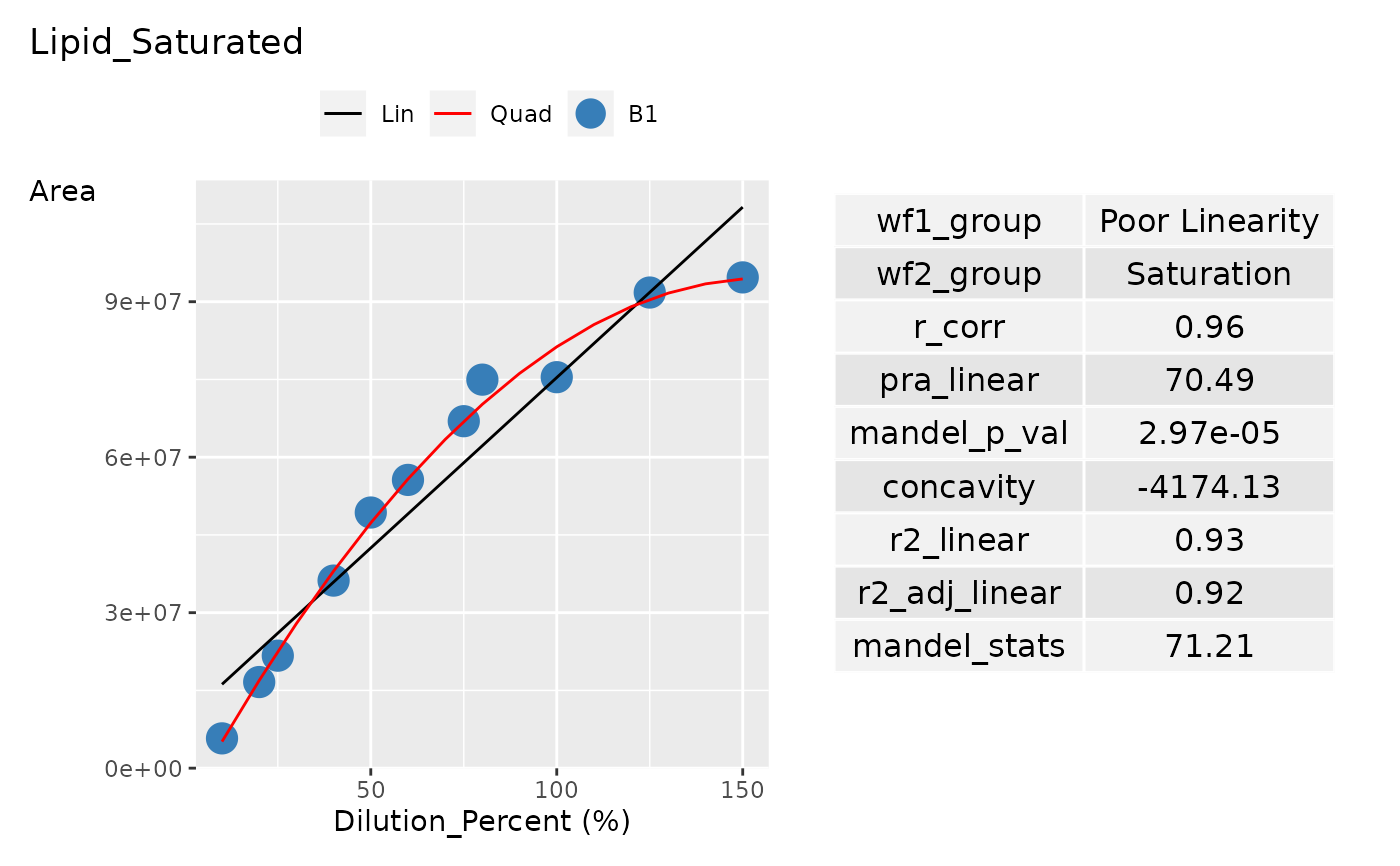 Lipid_Saturated
Lin Quad B1
Area
9e+07
6e+07
3e+07
0e+00
50 100 150
Dilution_Percent (%)
wf1_group Poor Linearity
wf2_group Saturation
r_corr 0.96
pra_linear 70.49
mandel_p_val 2.97e-05
concavity -4174.13
r2_linear 0.93
r2_adj_linear 0.92
mandel_stats 71.21